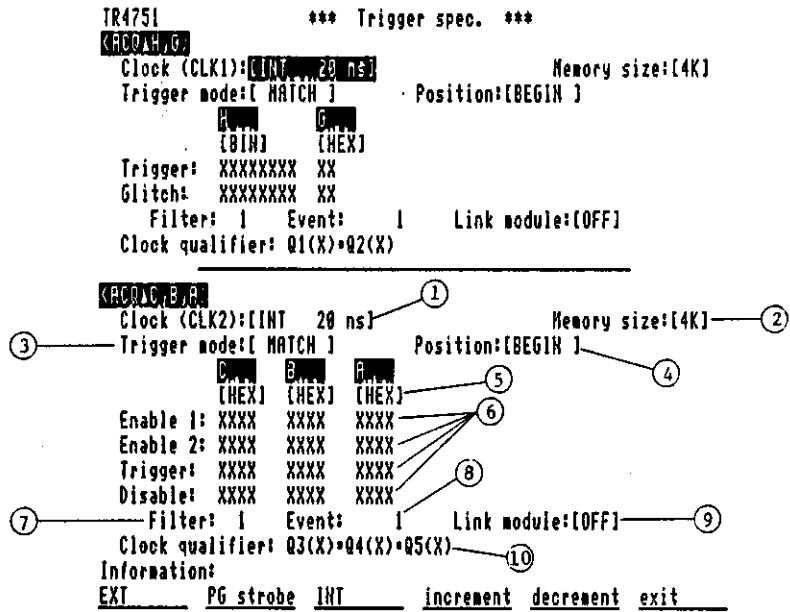 TR4751 *** Trigger spec. ***
<ACQ▲H,G>
Clock (CLK1):[INT 20 ns] Memory size:[4K]
Trigger mode:[ MATCH ] Position:[BEGIN ]
H G
[BIN] [HEX]
Trigger: XXXXXXXX XX
Glitch: XXXXXXXX XX
Filter: 1 Event: 1 Link module:[OFF]
Clock qualifier: Q1(X)*Q2(X)
<ACQ▲C,B,A> ①
Clock (CLK2):[INT 20 ns] Memory size:[4K] ②
③ Trigger mode:[ MATCH ] Position:[BEGIN ] ④
C B A
[HEX] [HEX] [HEX] ⑤
Enable 1: XXXX XXXX XXXX ⑥
Enable 2: XXXX XXXX XXXX
Trigger: XXXX XXXX XXXX ⑧
Disable: XXXX XXXX XXXX
⑦ Filter: 1 Event: 1 Link module:[OFF] ⑨
Clock qualifier: Q3(X)*Q4(X)*Q5(X) ⑩
Information:
EXT PG strobe INT increment decrement exit